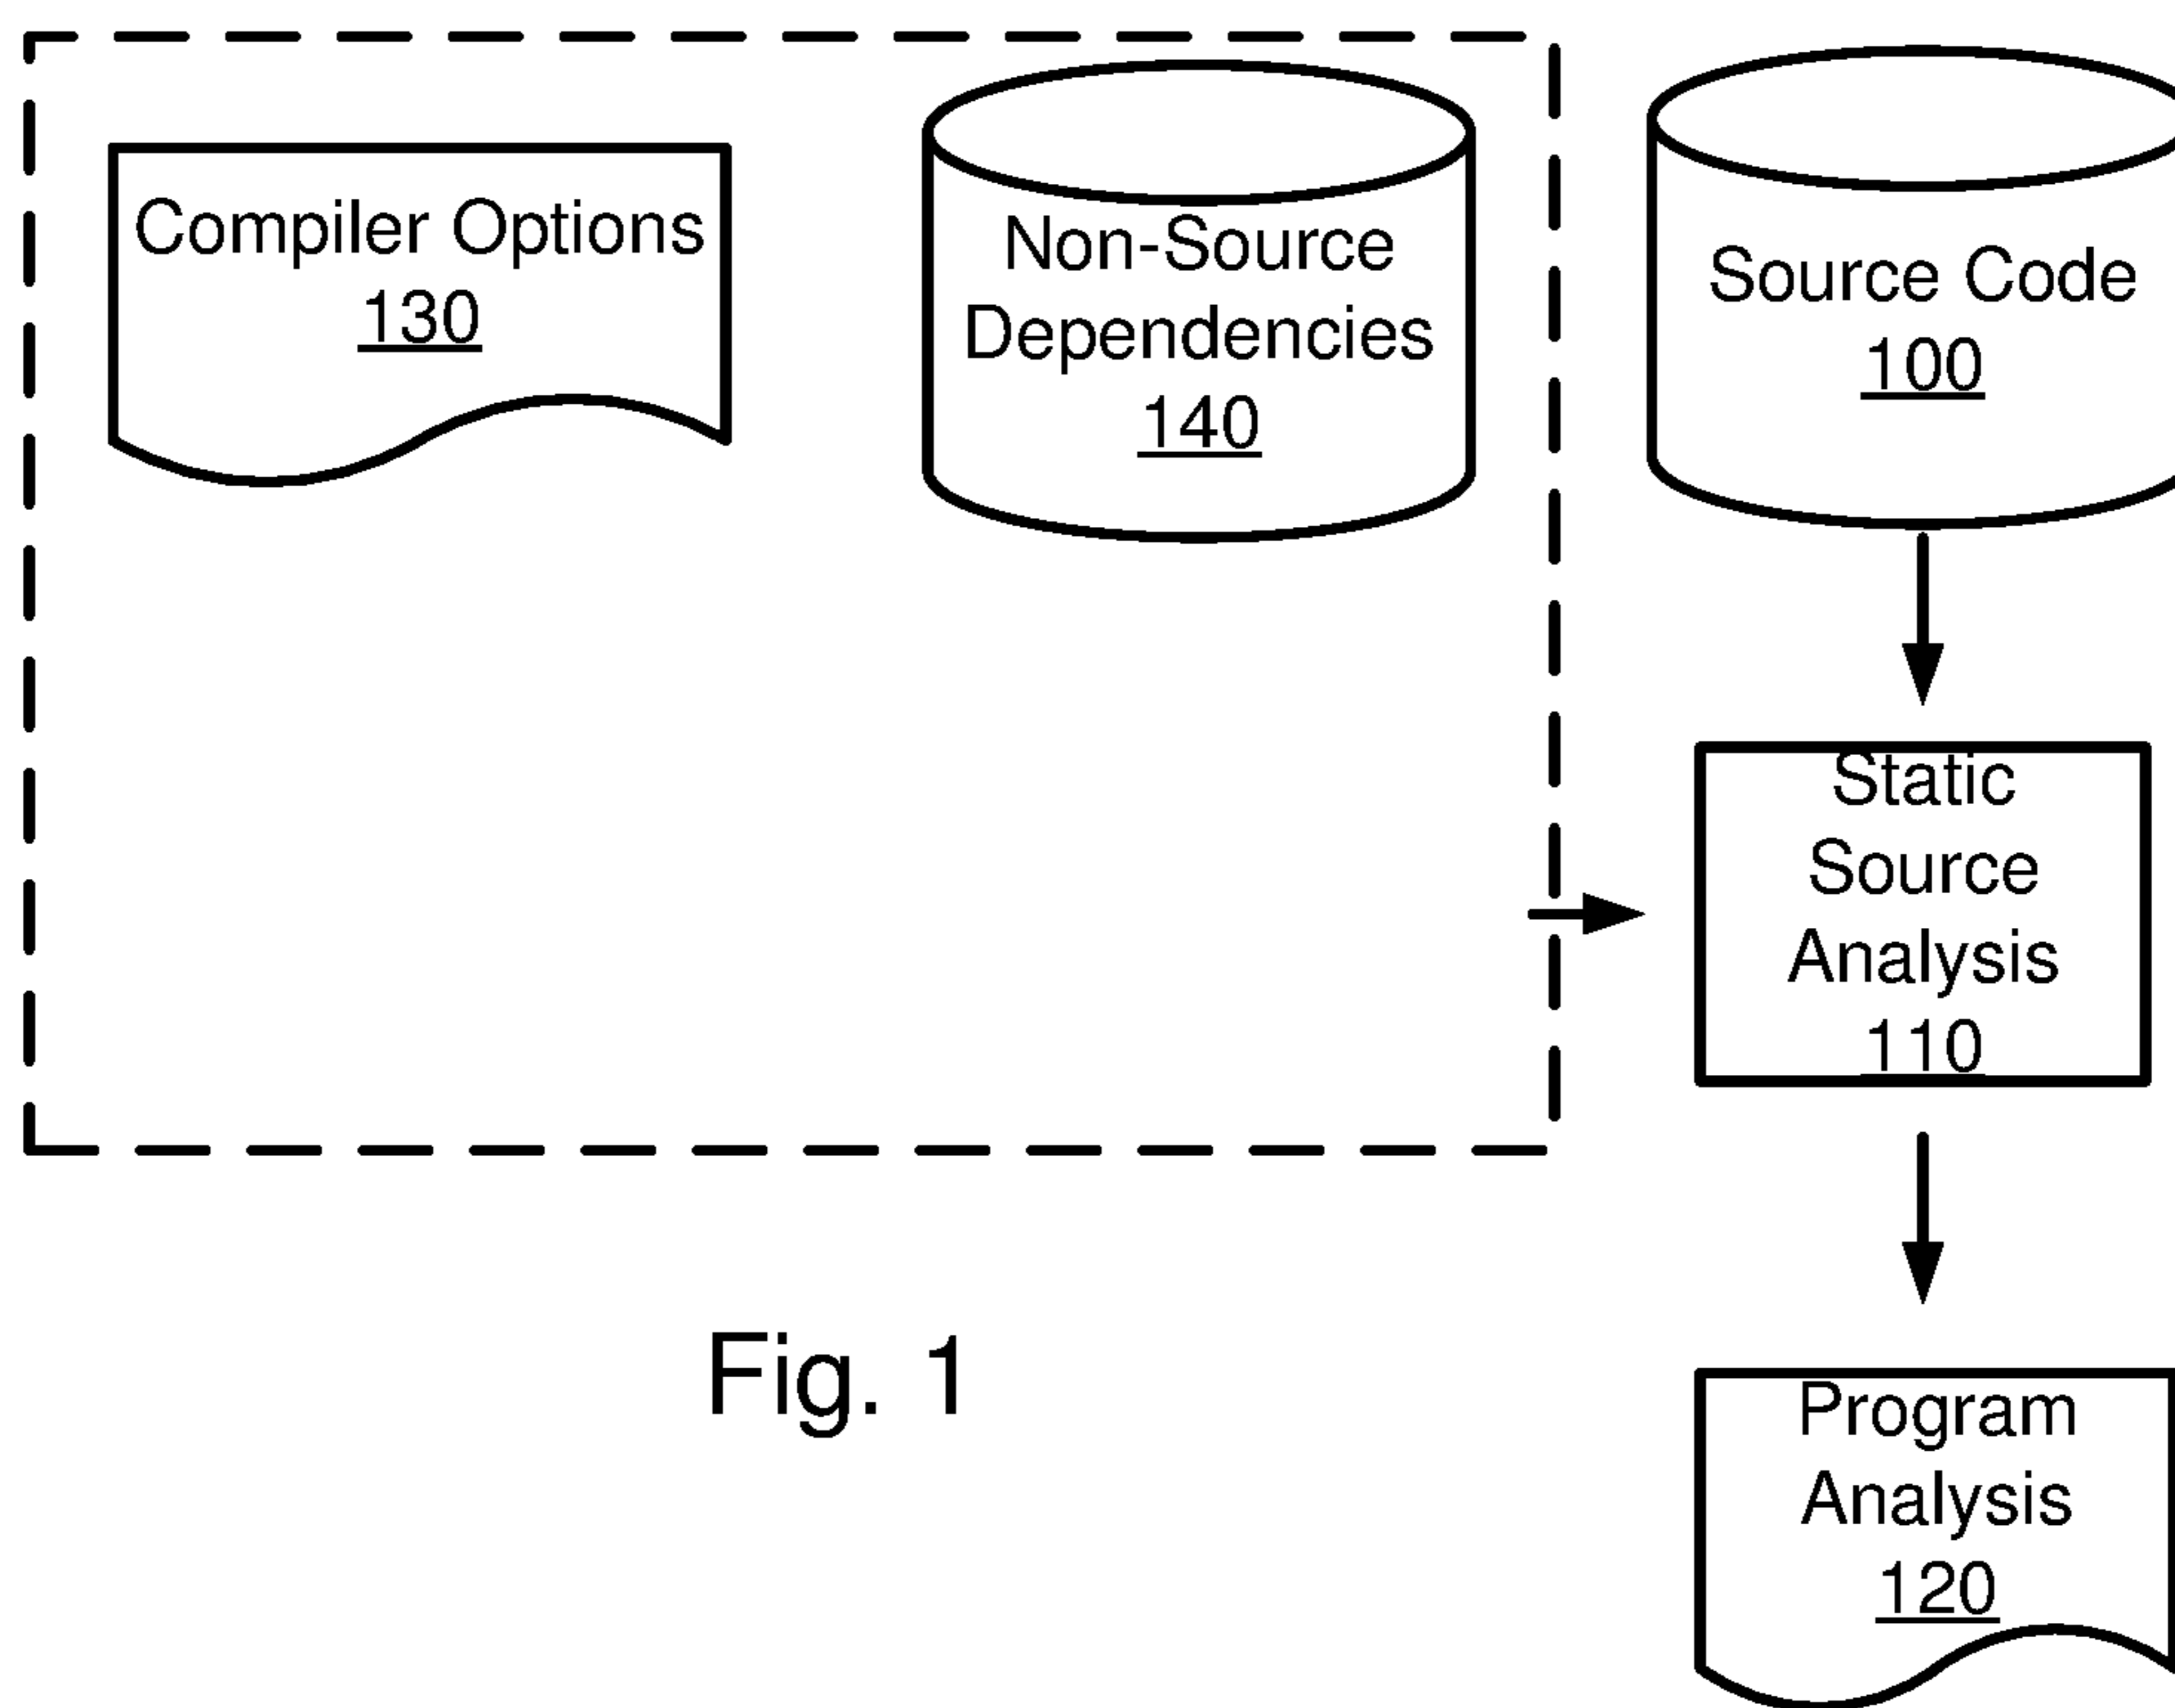 Compiler Options
130
Non-Source
Dependencies
140
Source Code
100
Static
Source
Analysis
110
Program
Analysis
120
Fig. 1